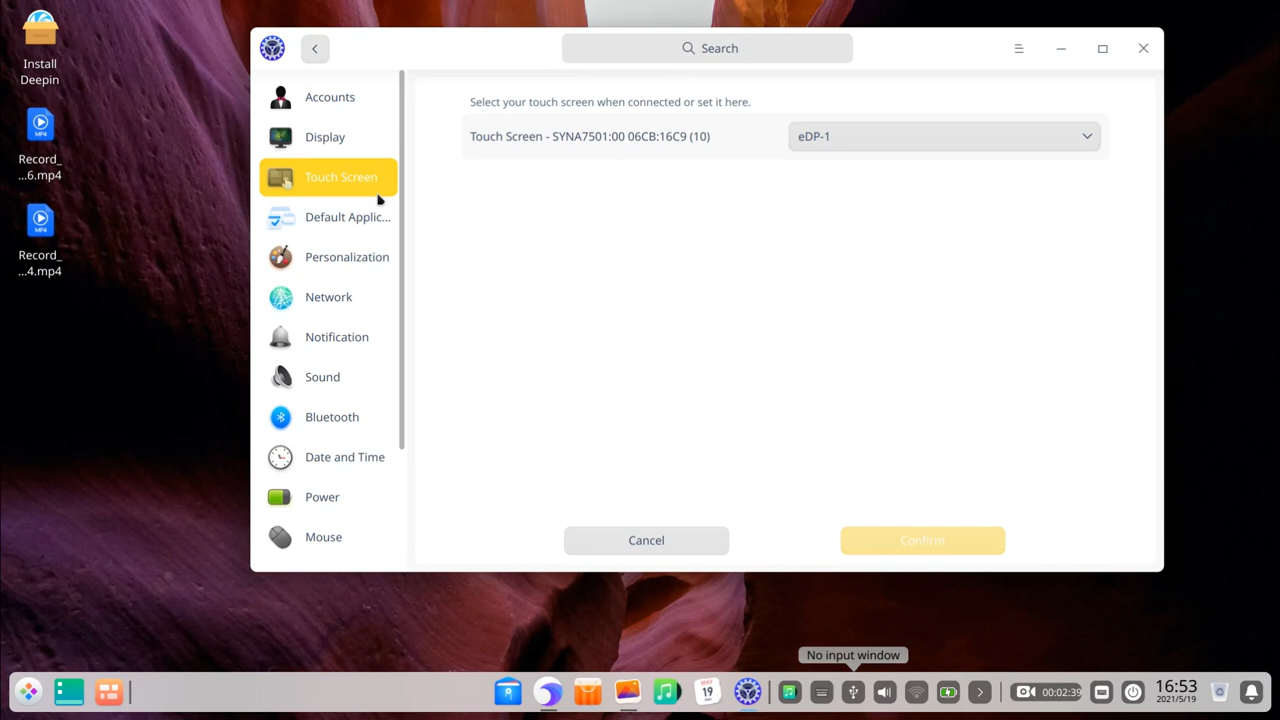 Install
Deepin
MP4
Record_
...6.mp4
MP4
Record_
...4.mp4
Search
Accounts
Display
Touch Screen
Default Applic...
Personalization
Network
Notification
Sound
Bluetooth
Date and Time
Power
Mouse
Select your touch screen when connected or set it here.
Touch Screen - SYNA7501:00 06CB:16C9 (10)
eDP-1
Cancel
Confirm
No input window
MAY
19
00:02:39
16:53
2021/5/19